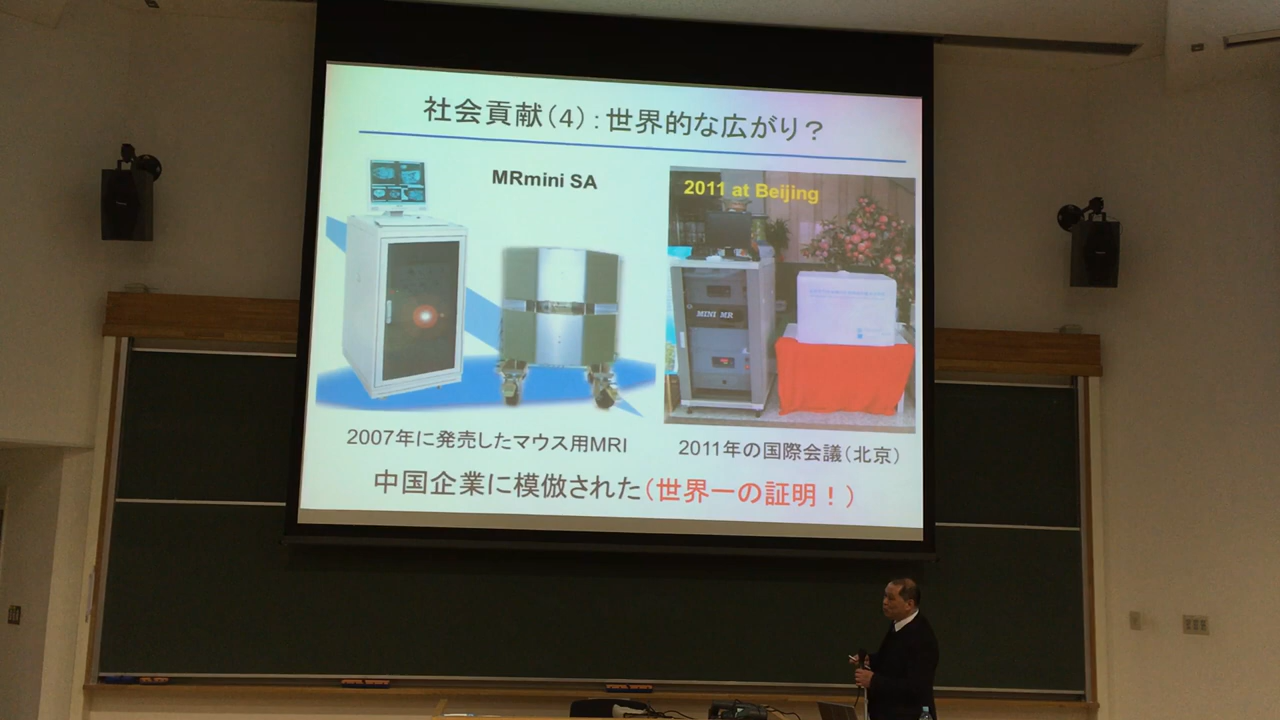 社会貢献（4）：世界的な広がり？
MRmini SA
2011 at Beijing
MINI MR
2007年に発売したマウス用MRI
2011年の国際会議（北京）
中国企業に模倣された（世界一の証明！）